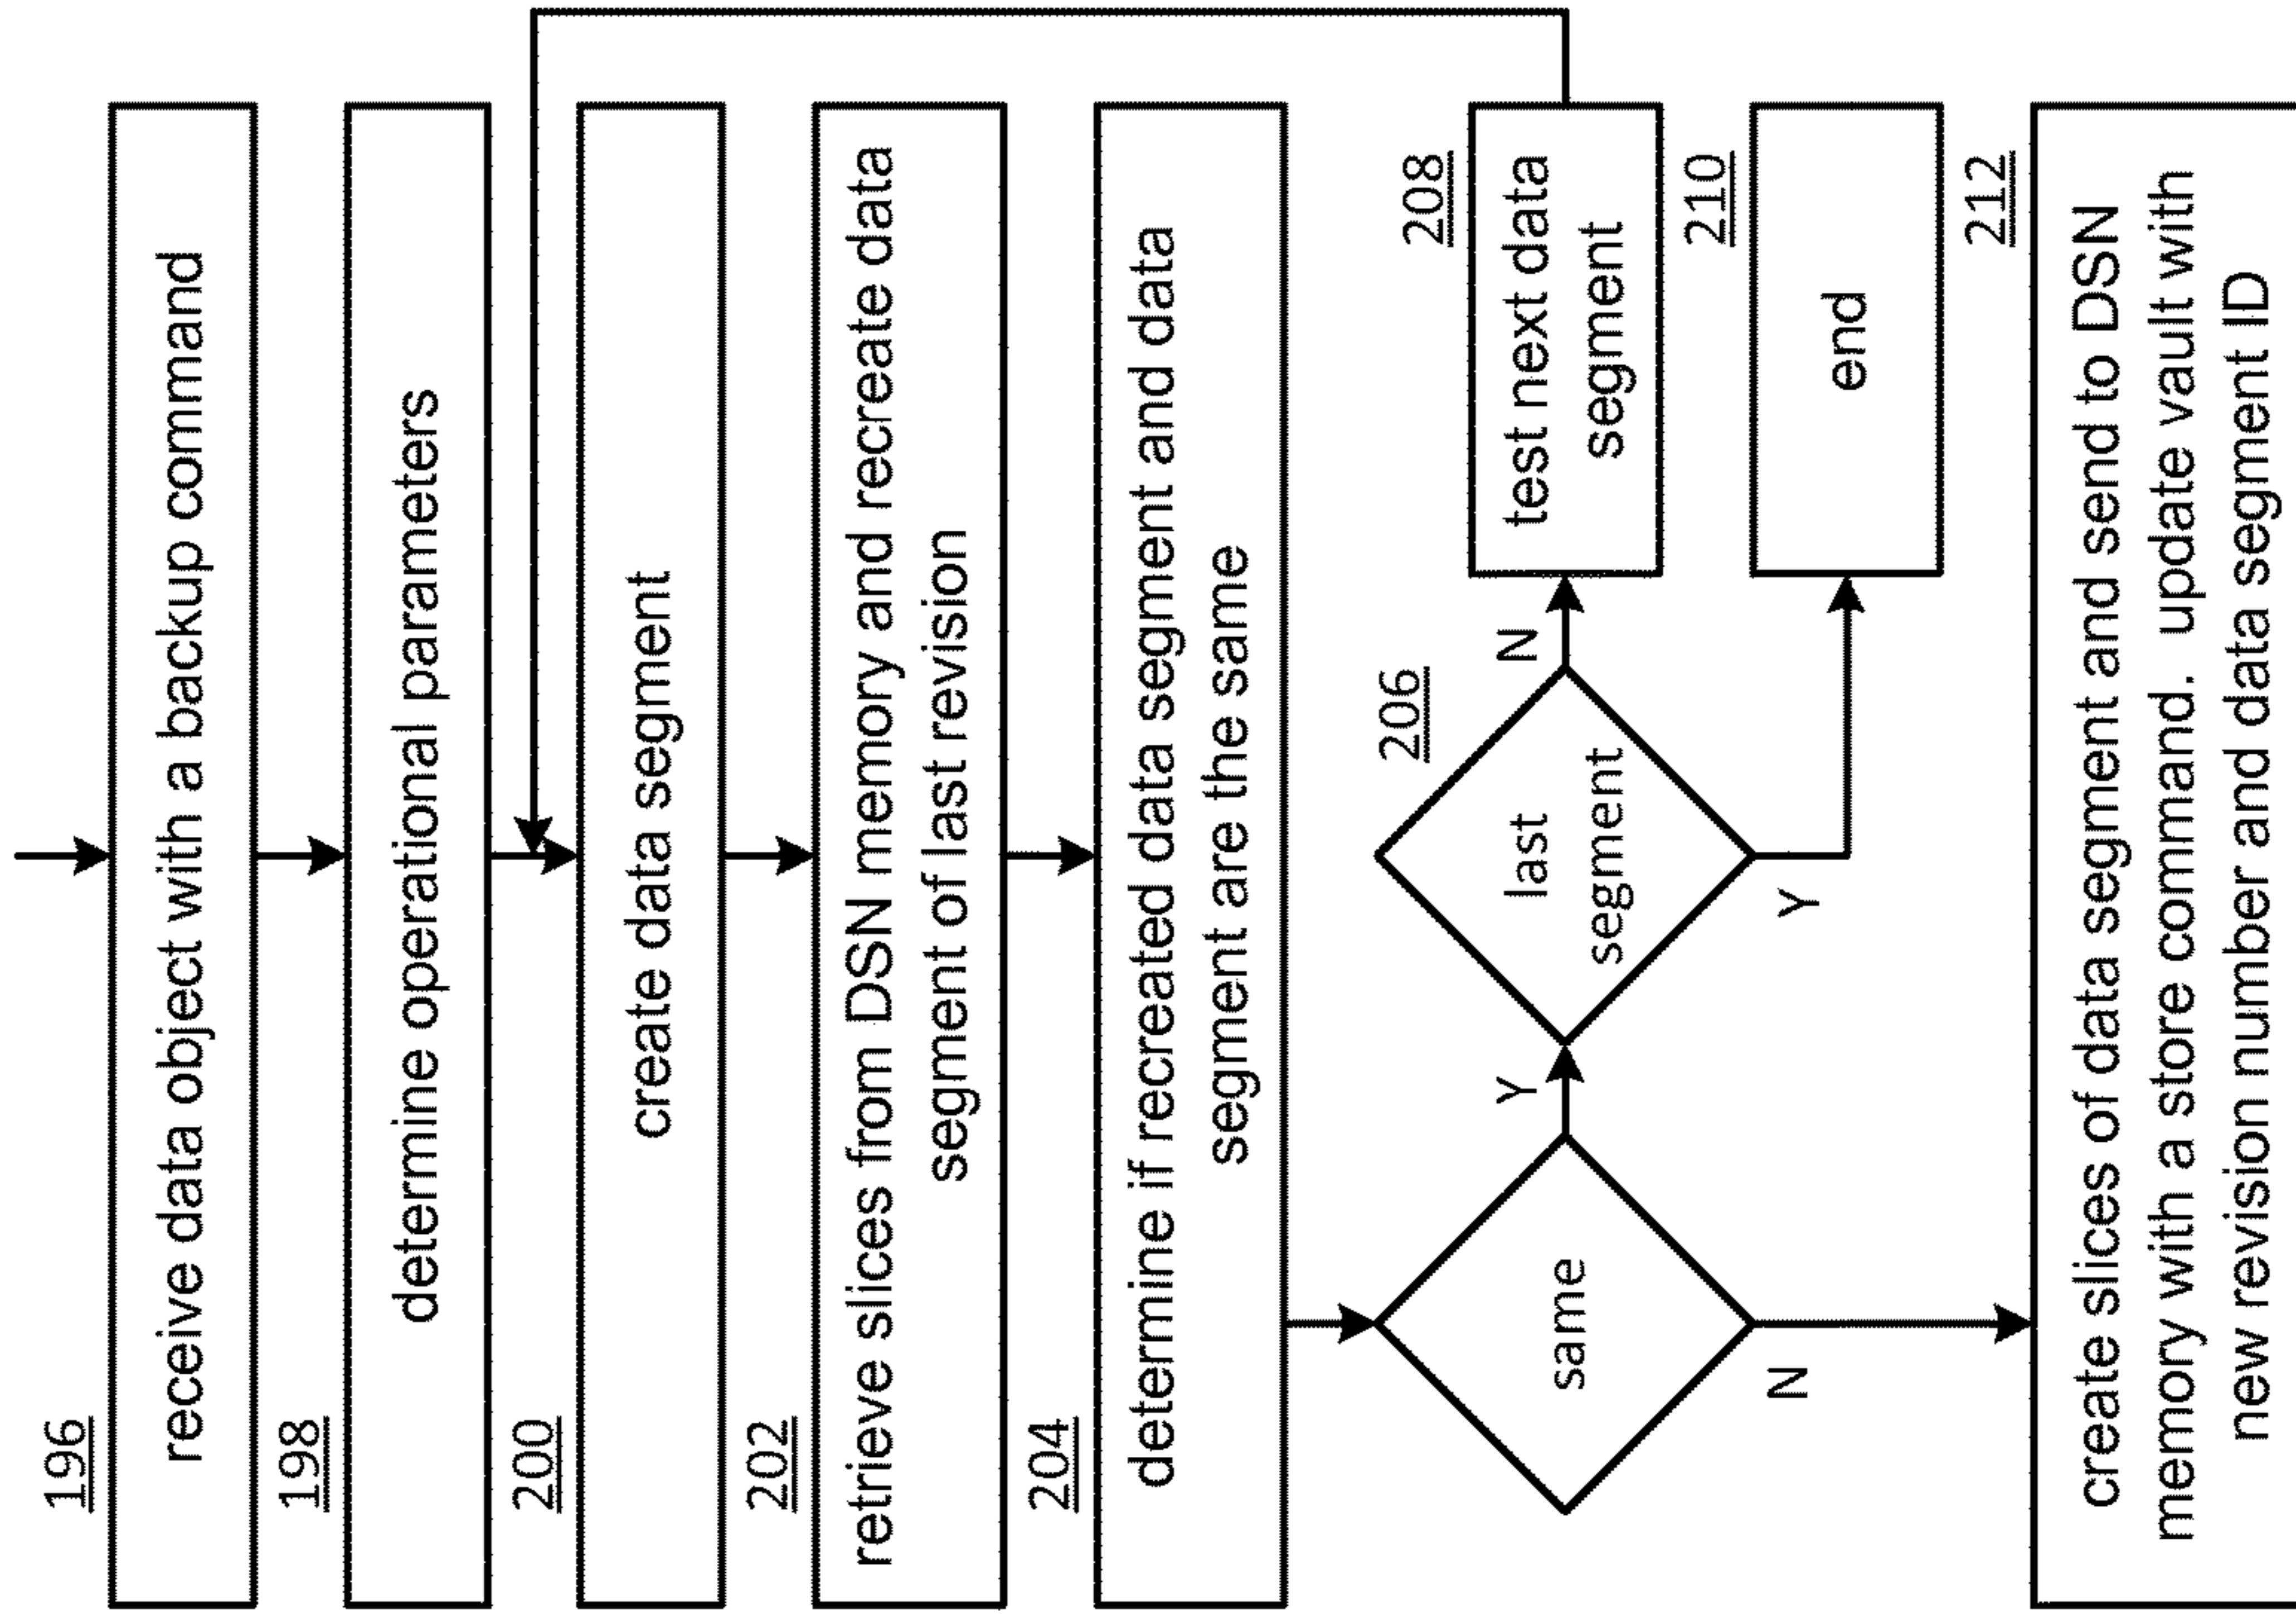 196
receive data object with a backup command
198
determine operational parameters
200
create data segment
202
retrieve slices from DSN memory and recreate data
segment of last revision
204
determine if recreated data segment and data
segment are the same
same
Y
N
206
last
segment
N
Y
208
test next data
segment
210
end
212
create slices of data segment and send to DSN
memory with a store command.  update vault with
new revision number and data segment ID